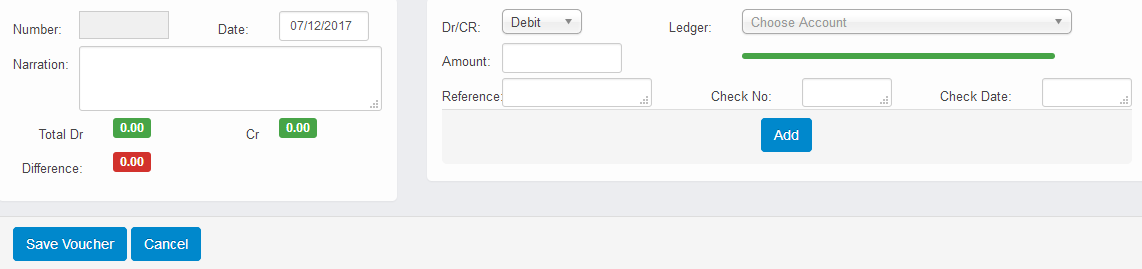 Number: Date: 07/12/2017
Narration:
Total Dr 0.00 Cr 0.00
Difference: 0.00
Dr/CR: Debit Ledger: Choose Account
Amount:
Reference: Check No: Check Date:
Add
Save Voucher Cancel